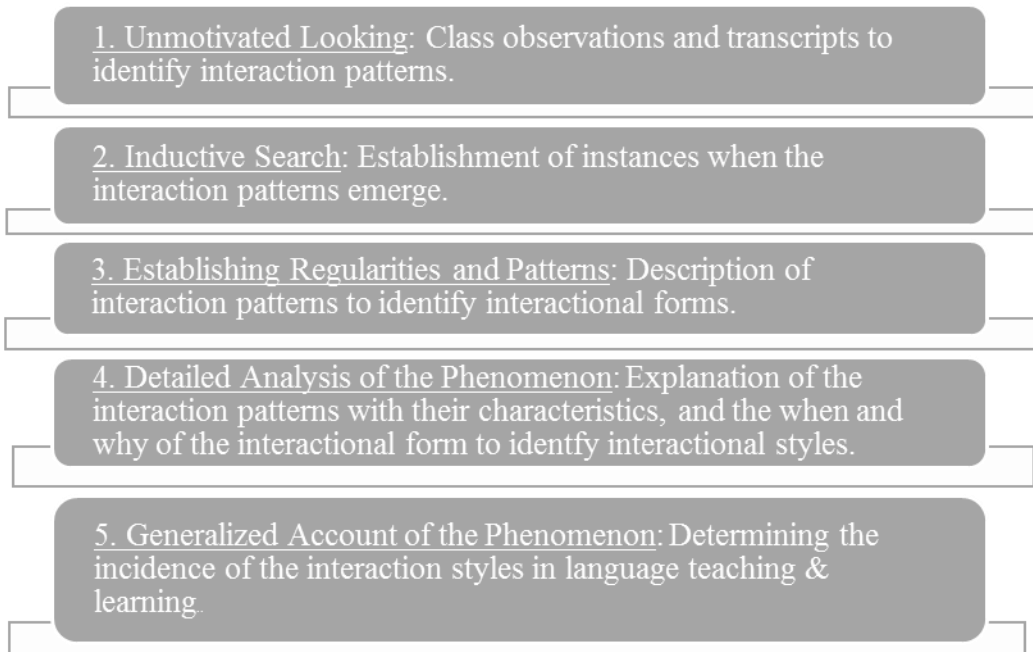 1. Unmotivated Looking: Class observations and transcripts to
identify interaction patterns.
2. Inductive Search: Establishment of instances when the
interaction patterns emerge.
3. Establishing Regularities and Patterns: Description of
interaction patterns to identify interactional forms.
4. Detailed Analysis of the Phenomenon: Explanation of the
interaction patterns with their characteristics, and the when and
why of the interactional form to identfy interactional styles.
5. Generalized Account of the Phenomenon: Determining the
incidence of the interaction styles in language teaching &
learning..